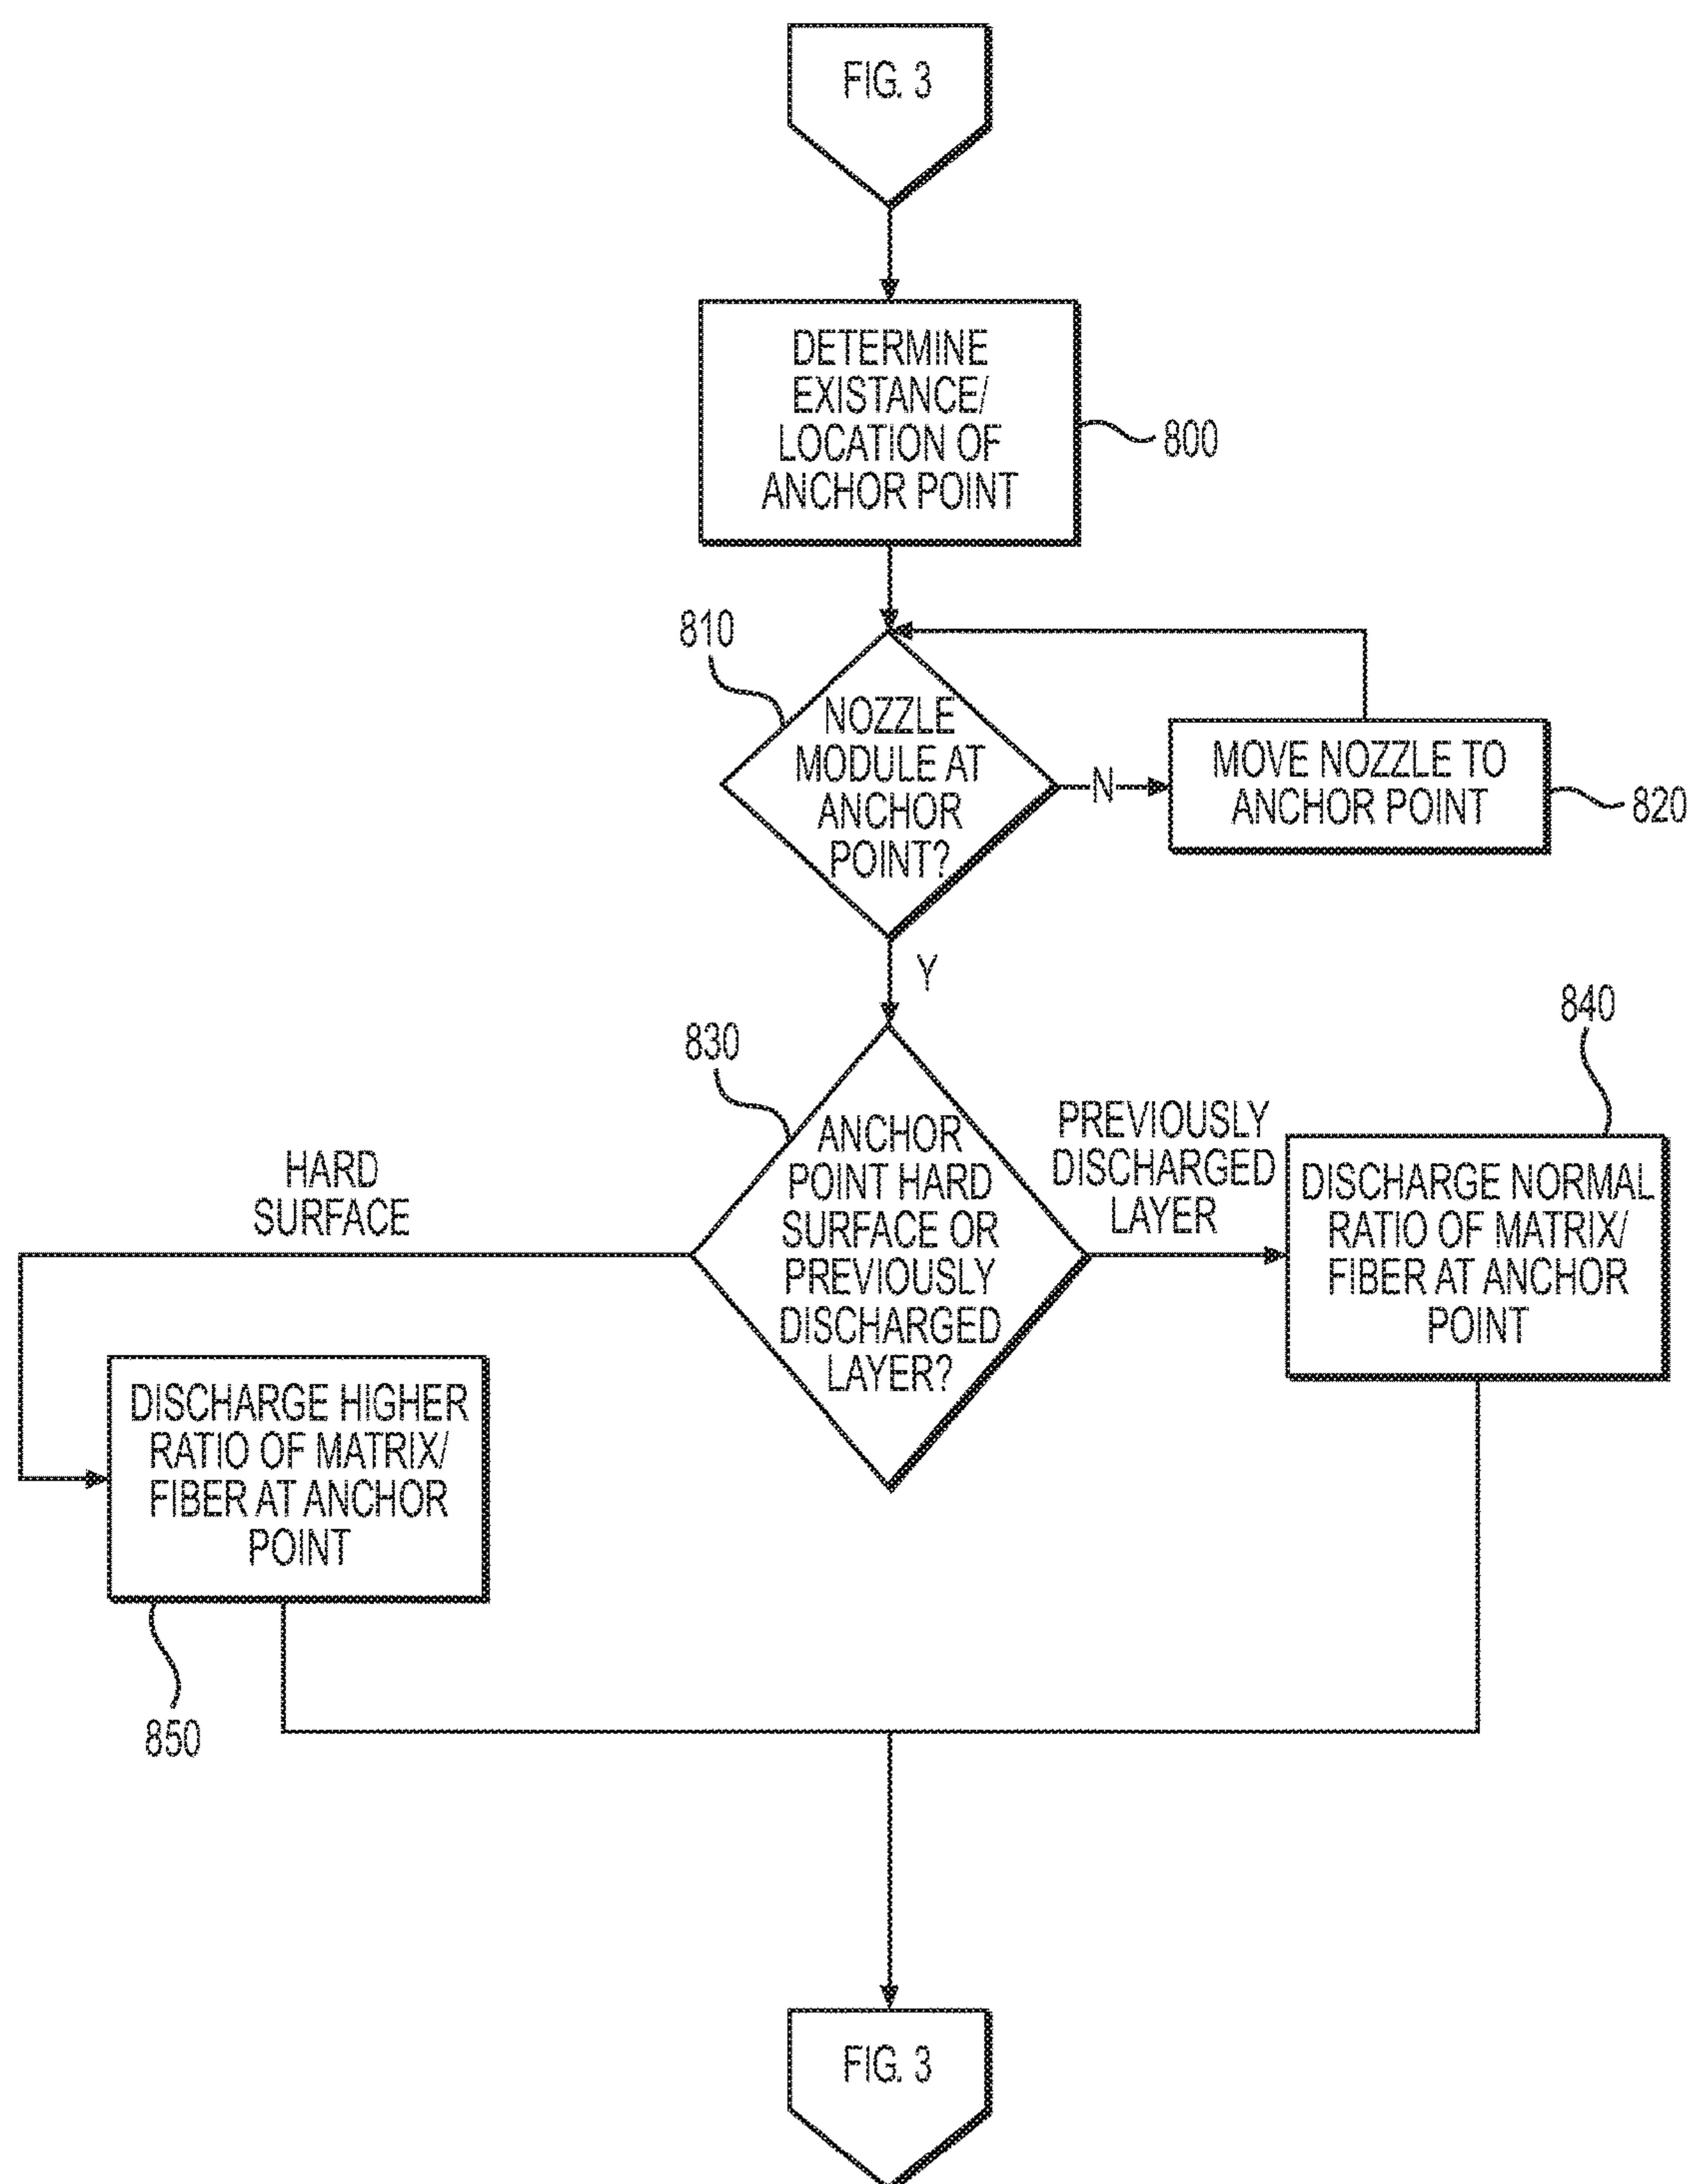 FIG. 3
DETERMINE
EXISTANCE/
LOCATION OF
ANCHOR POINT
800
810
NOZZLE
MODULE AT
ANCHOR
POINT?
N
MOVE NOZZLE TO
ANCHOR POINT
820
Y
830
ANCHOR
POINT HARD
SURFACE OR
PREVIOUSLY
DISCHARGED
LAYER?
PREVIOUSLY
DISCHARGED
LAYER
840
DISCHARGE NORMAL
RATIO OF MATRIX/
FIBER AT ANCHOR
POINT
HARD
SURFACE
DISCHARGE HIGHER
RATIO OF MATRIX/
FIBER AT ANCHOR
POINT
850
FIG. 3